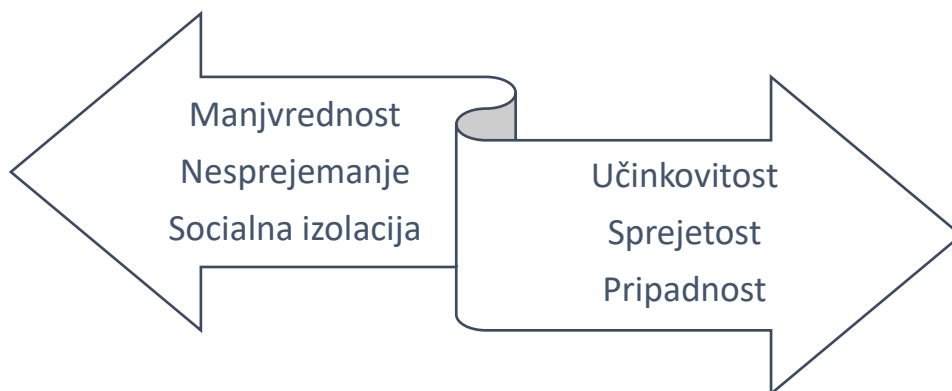 Manjvrednost
Nesprejemanje
Socialna izolacija
Učinkovitost
Sprejetost
Pripadnost